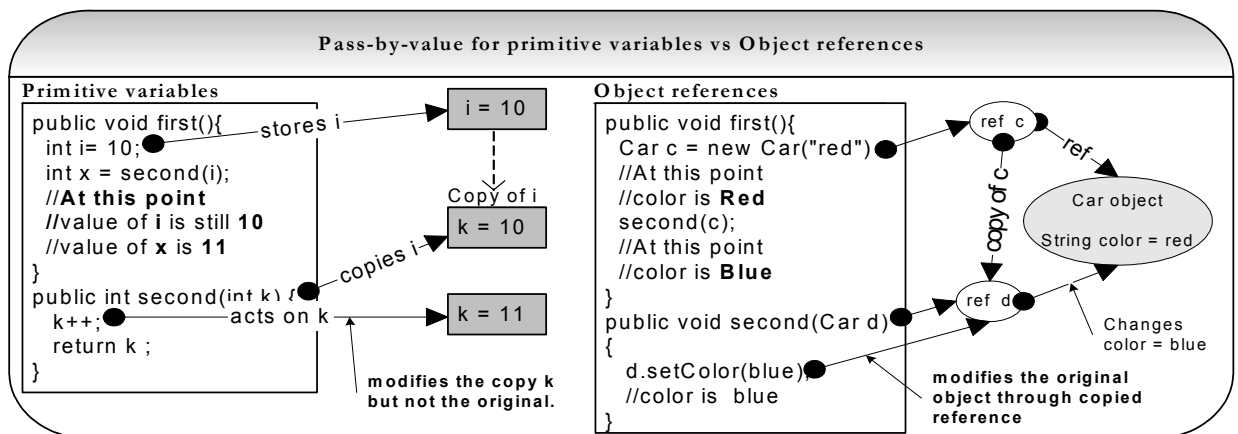 Pass-by-value for primitive variables vs Object references
Primitive variables
public void first(){
int i= 10;
int x = second(i);
//At this point
//value of i is still 10
//value of x is 11
}
public int second(int k) {
k++;
return k ;
}
stores i
i = 10
Copy of i
k = 10
copies i
acts on k
k = 11
modifies the copy k
but not the original.
Object references
public void first(){
Car c = new Car("red")
//At this point
//color is Red
second(c);
//At this point
//color is Blue
}
public void second(Car d)
{
d.setColor(blue);
//color is blue
}
ref c
ref
copy of c
Car object
String color = red
ref d
Changes
color = blue
modifies the original
object through copied
reference